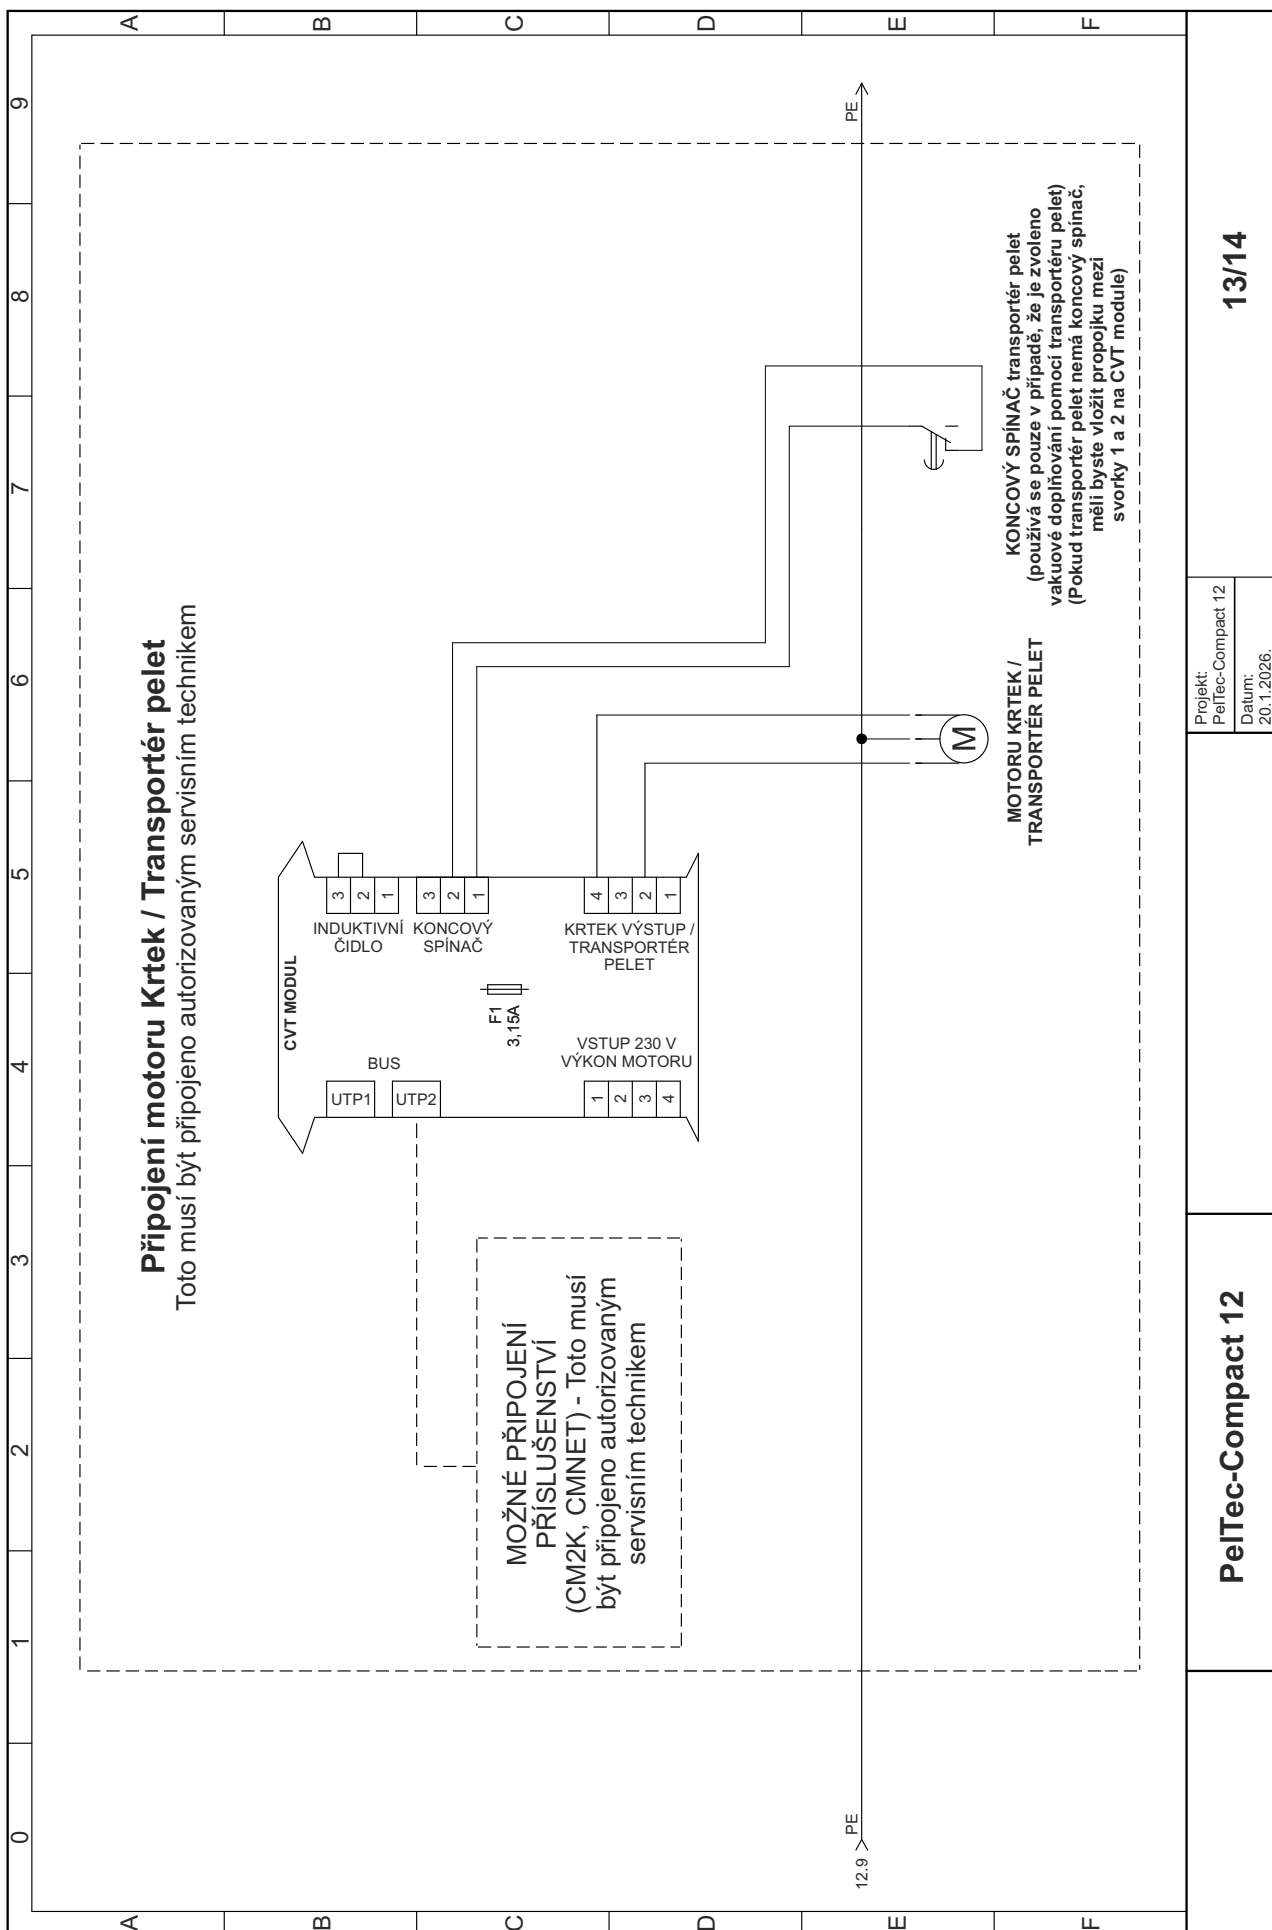 0 1 2 3 4 5 6 7 8 9
A
B
C
D
E
F
A
B
C
D
E
F
Připojení motoru Krtek / Transportér pelet
Toto musí být připojeno autorizovaným servisním technikem
CVT MODUL
BUS
UTP1
UTP2
3
2
1
INDUKTIVNÍ
ČIDLO
3
2
1
KONCOVÝ
SPÍNAČ
F1
3,15A
4
3
2
1
KRTEK VÝSTUP /
TRANSPORTÉR
PELET
VSTUP 230 V
VÝKON MOTORU
1
2
3
4
MOŽNÉ PŘIPOJENÍ
PŘÍSLUŠENSTVÍ
(CM2K, CMNET) - Toto musí
být připojeno autorizovaným
servisním technikem
12.9
PE
PE
M
MOTORU KRTEK /
TRANSPORTÉR PELET
KONCOVÝ SPÍNAČ transportér pelet
(používá se pouze v případě, že je zvoleno
vakuové doplňování pomocí transportéru pelet)
(Pokud transportér pelet nemá koncový spínač,
měli byste vložit propojku mezi
svorky 1 a 2 na CVT module)
PelTec-Compact 12
Projekt:
PelTec-Compact 12
Datum:
20.1.2026.
13/14